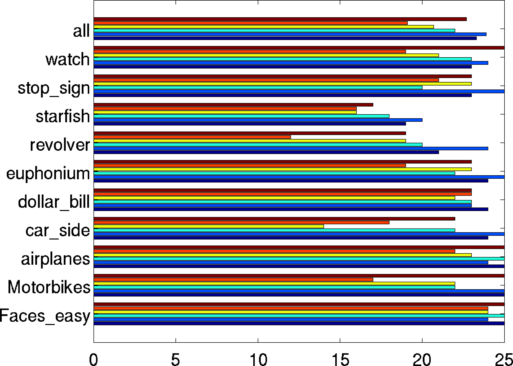 all
watch
stop_sign
starfish
revolver
euphonium
dollar_bill
car_side
airplanes
Motorbikes
Faces_easy
0 5 10 15 20 25